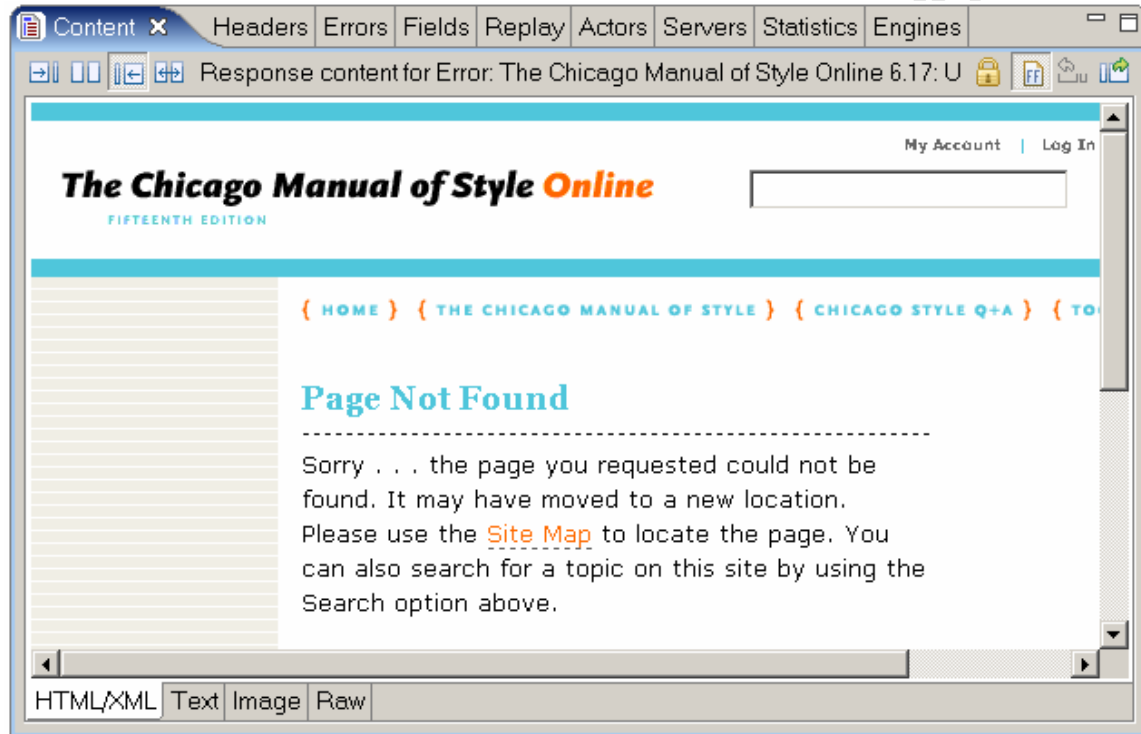 Content Headers Errors Fields Replay Actors Servers Statistics Engines
Response content for Error: The Chicago Manual of Style Online 6.17: U FF JU
My Account | Log In
The Chicago Manual of Style Online
FIFTEENTH EDITION
{ HOME } { THE CHICAGO MANUAL OF STYLE } { CHICAGO STYLE Q+A } { TO
Page Not Found
Sorry . . . the page you requested could not be
found. It may have moved to a new location.
Please use the Site Map to locate the page. You
can also search for a topic on this site by using the
Search option above.
HTML/XML Text Image Raw